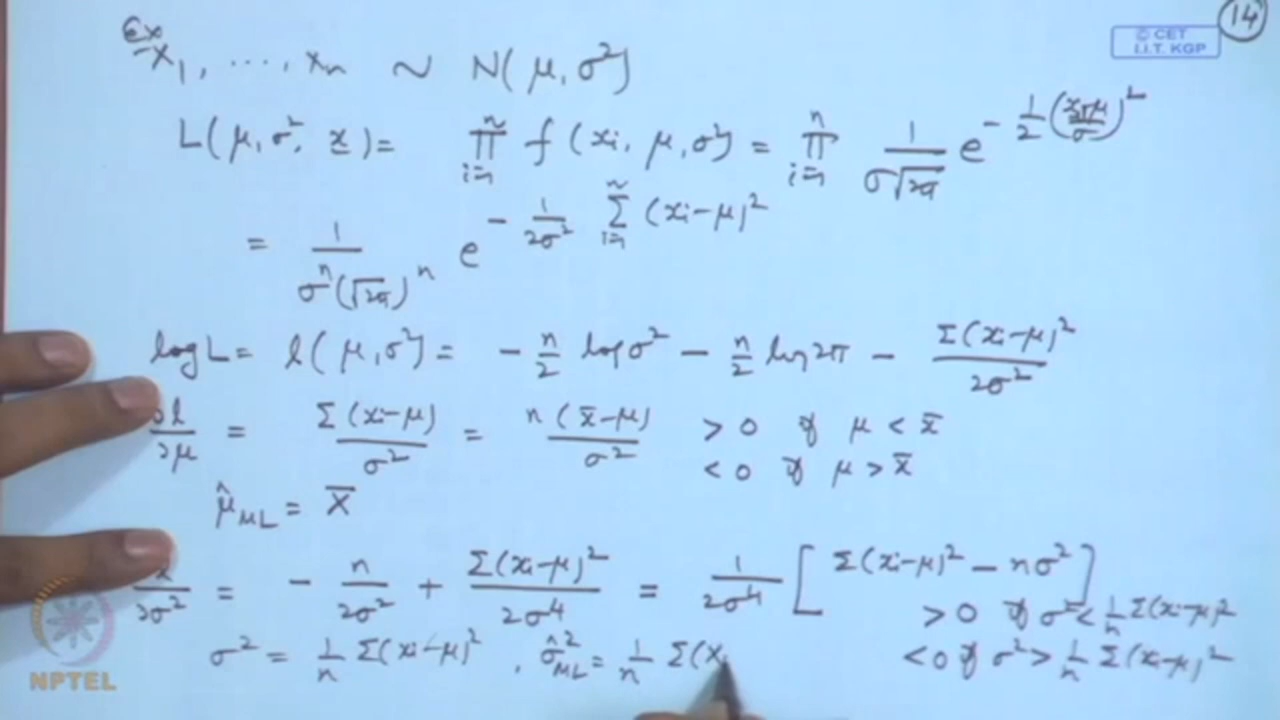 14
© CET
I.I.T. KGP
Ex
X₁, ...., Xn ~ N(μ, σ²)
L(μ, σ², x) = ∏ᵢ₌₁ⁿ f(xi, μ, σ²) = ∏ᵢ₌₁ⁿ 1/(σ√2π) e^{-1/2 ((xi-μ)/σ)²}
= 1/(σⁿ(√2π)ⁿ) e^{-1/(2σ²) Σᵢ₌₁ⁿ (xi-μ)²}
log L = l(μ, σ²) = - n/2 log σ² - n/2 log 2π - Σ(xi-μ)²/(2σ²)
∂l/∂μ = Σ(xi-μ)/σ² = n(x̄-μ)/σ² > 0 if μ < x̄
< 0 if μ > x̄
μ̂ML = X̄
/∂σ² = - n/(2σ²) + Σ(xi-μ)²/(2σ⁴) = 1/(2σ⁴) [Σ(xi-μ)² - nσ²]
> 0 if σ² < 1/n Σ(xi-μ)²
σ² = 1/n Σ(xi-μ)², σ̂²ML = 1/n Σ(X < 0 if σ² > 1/n Σ(xi-μ)²
NPTEL